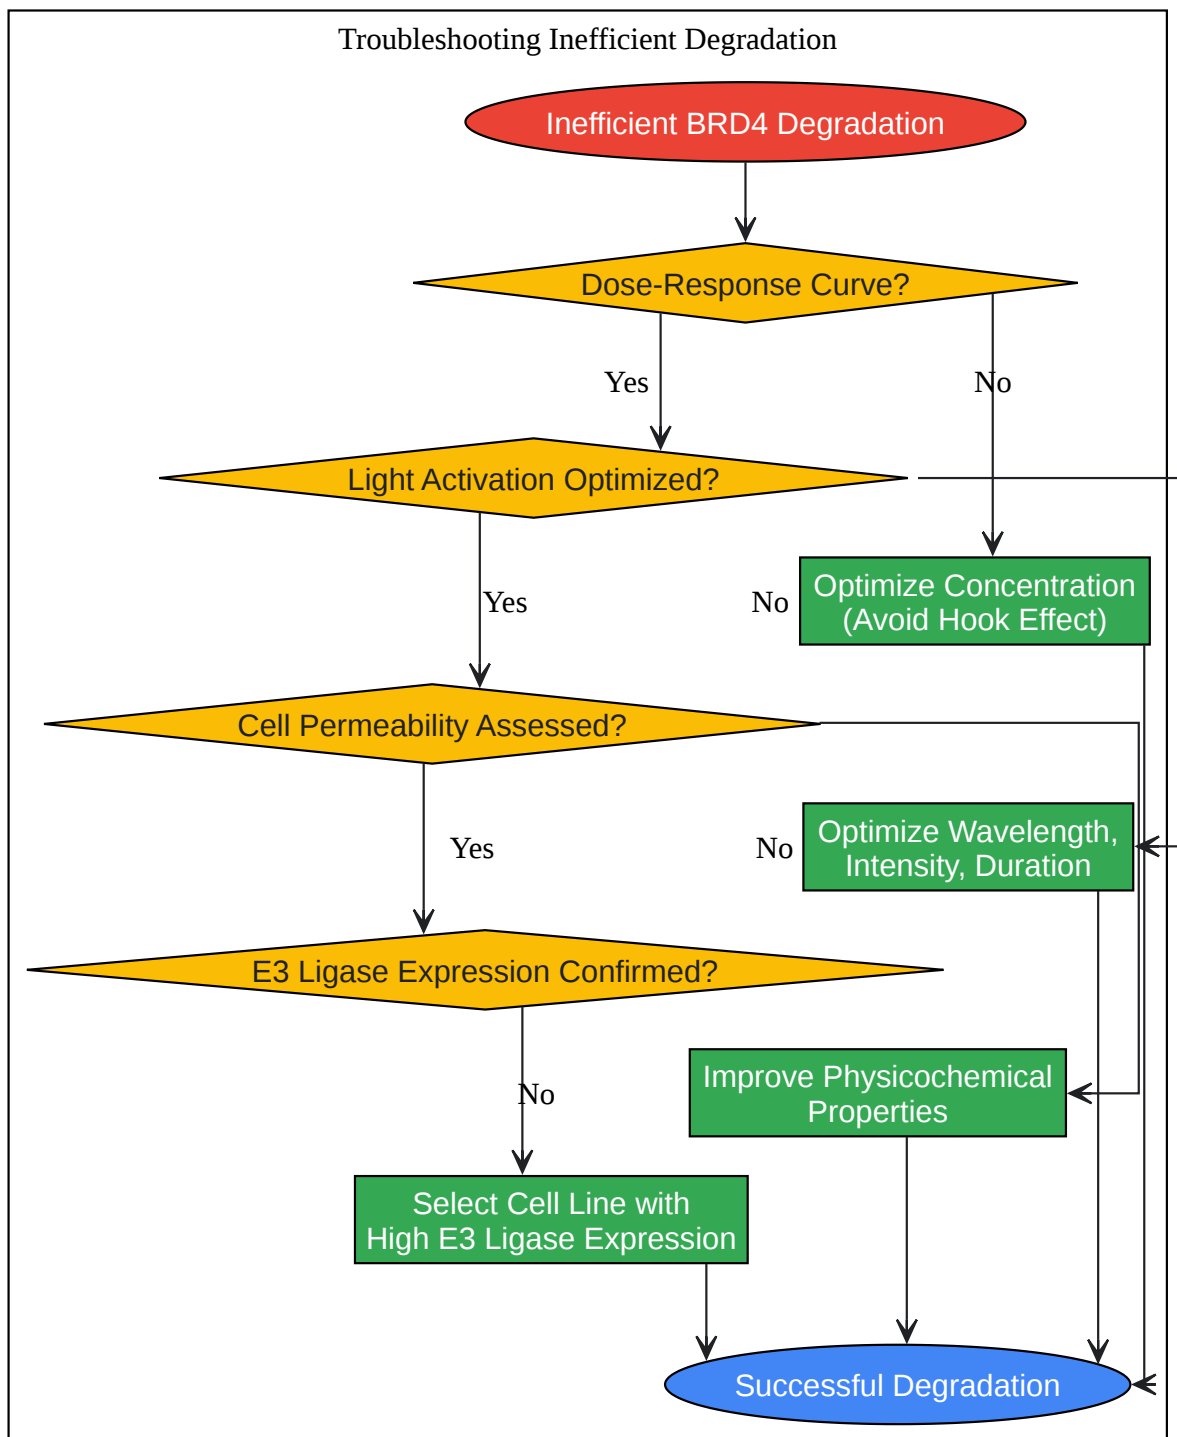 Troubleshooting Inefficient Degradation
Inefficient BRD4 Degradation
Dose-Response Curve?
Yes
No
Light Activation Optimized?
Yes
No
Optimize Concentration
(Avoid Hook Effect)
Cell Permeability Assessed?
Yes
No
Optimize Wavelength,
Intensity, Duration
E3 Ligase Expression Confirmed?
No
Improve Physicochemical
Properties
Select Cell Line with
High E3 Ligase Expression
Successful Degradation